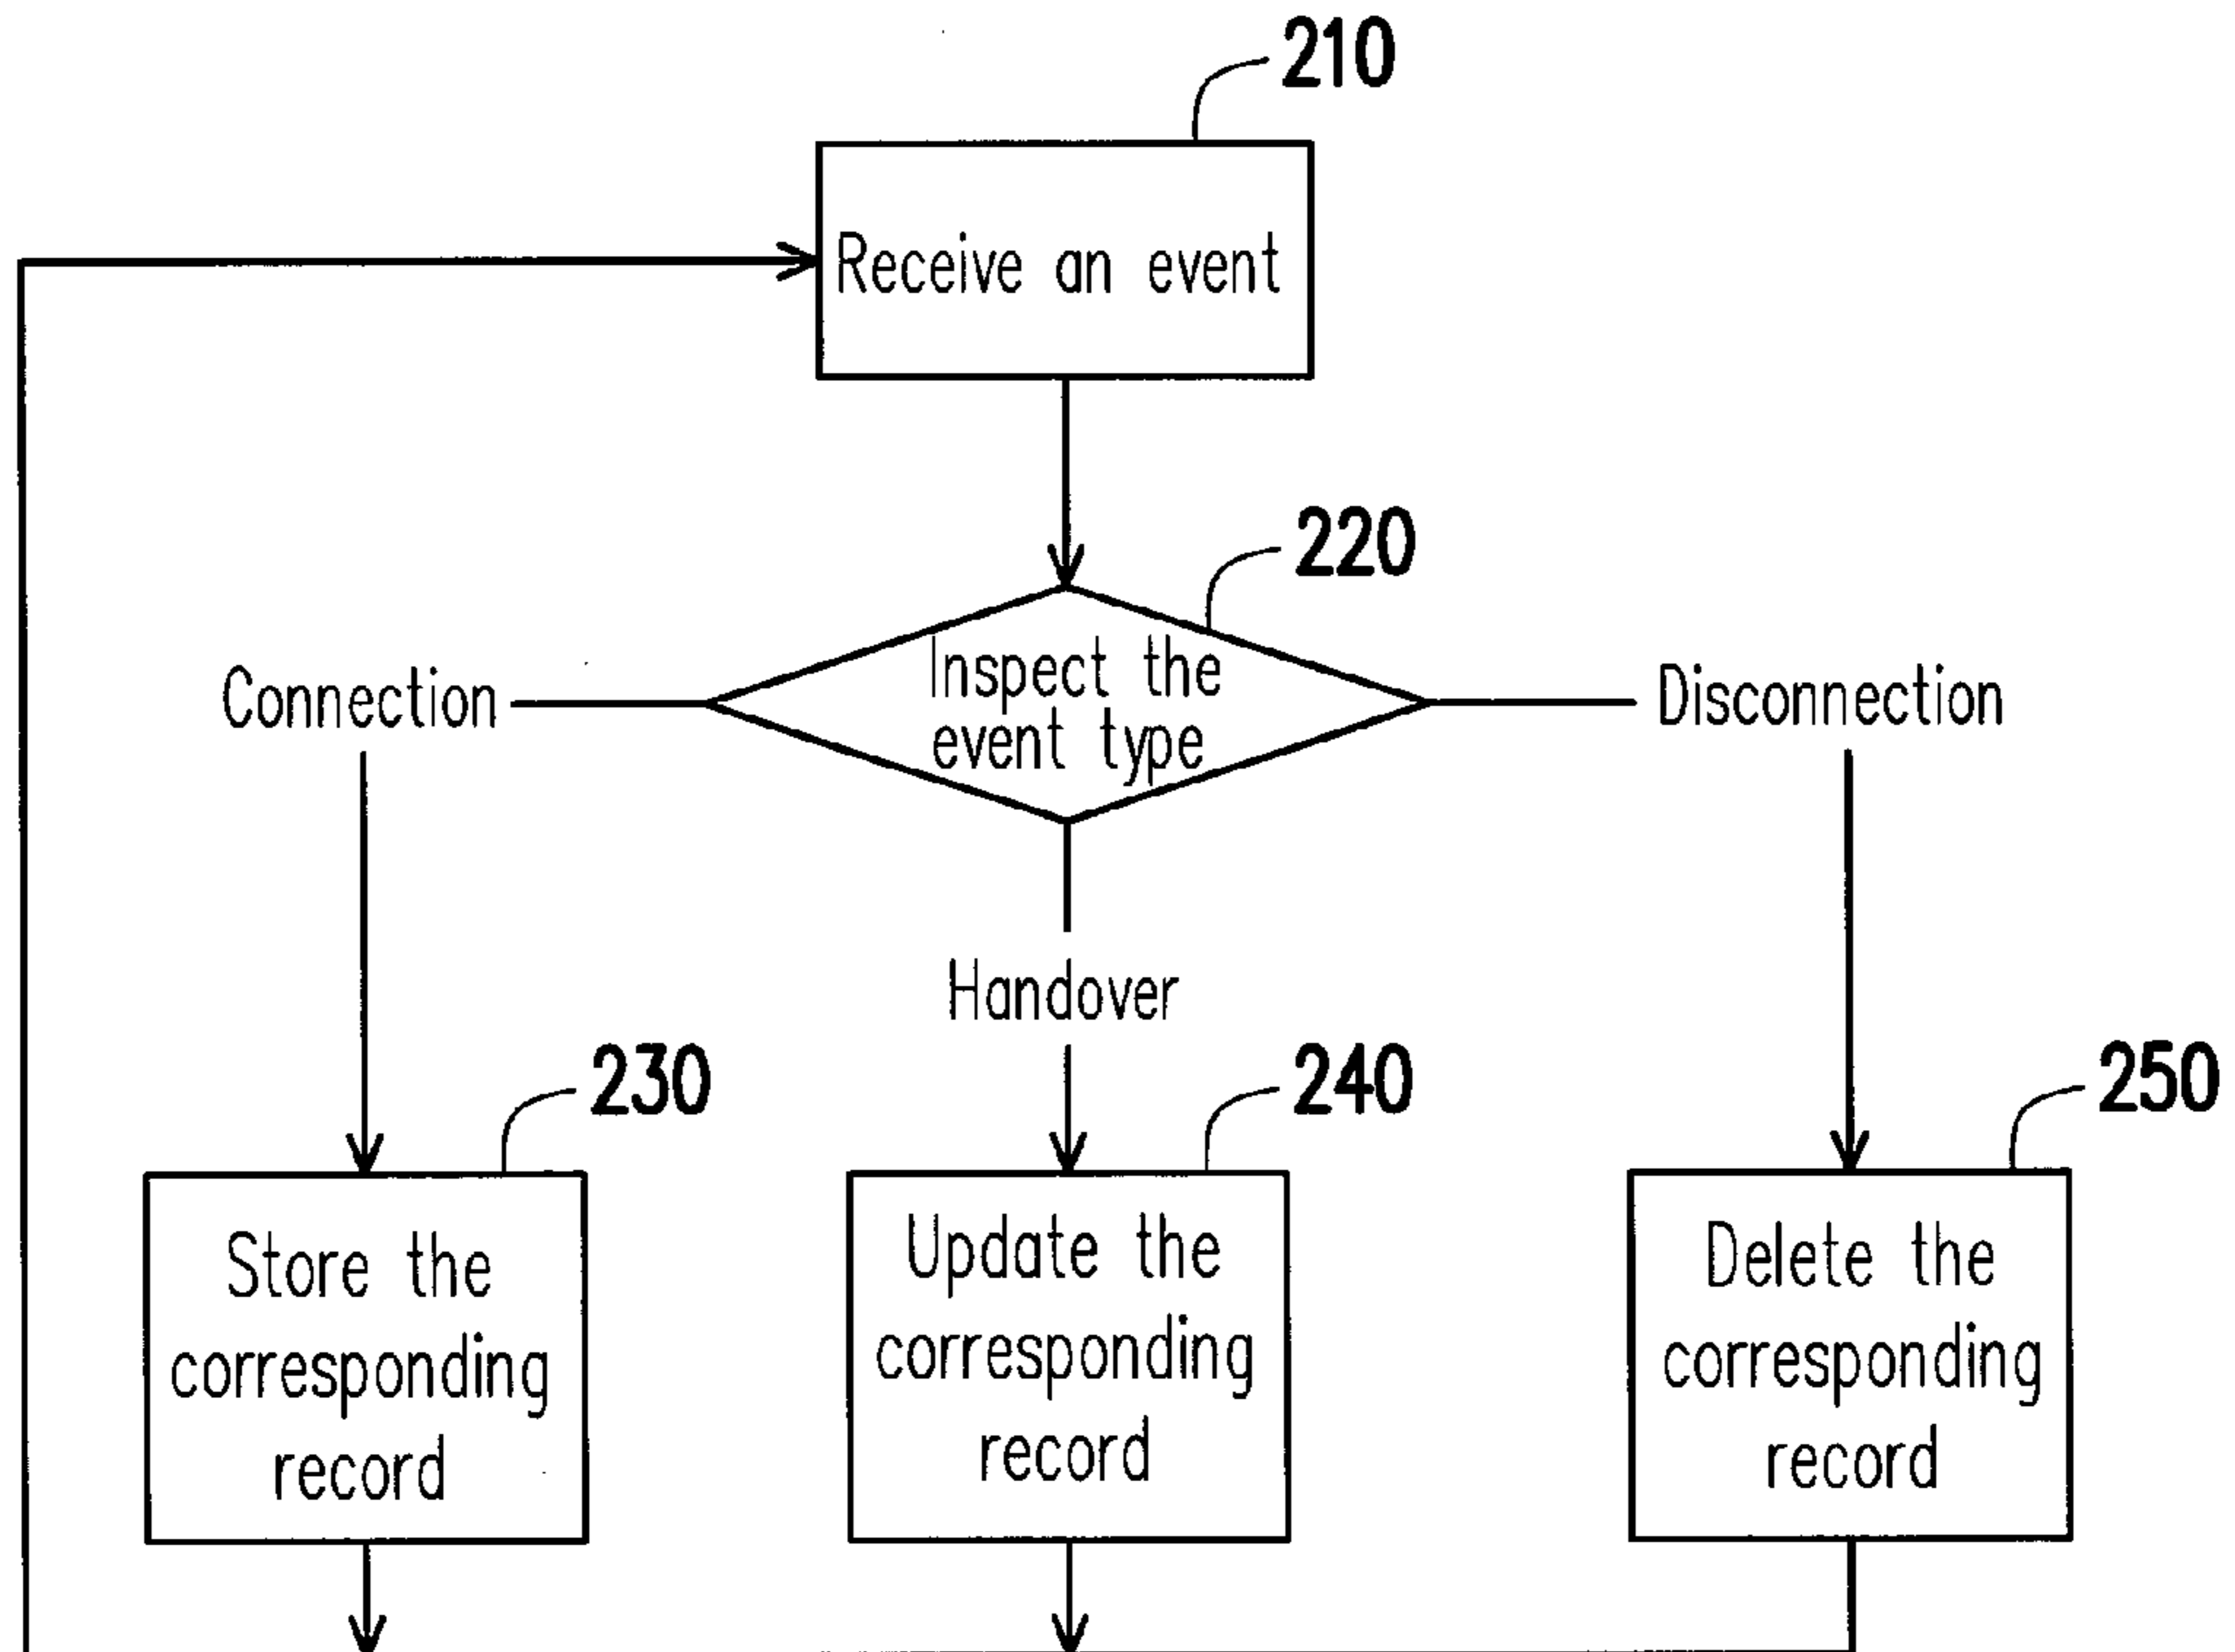 210
Receive an event
220
Inspect the
event type
Connection
Disconnection
Handover
230
240
250
Store the
corresponding
record
Update the
corresponding
record
Delete the
corresponding
record